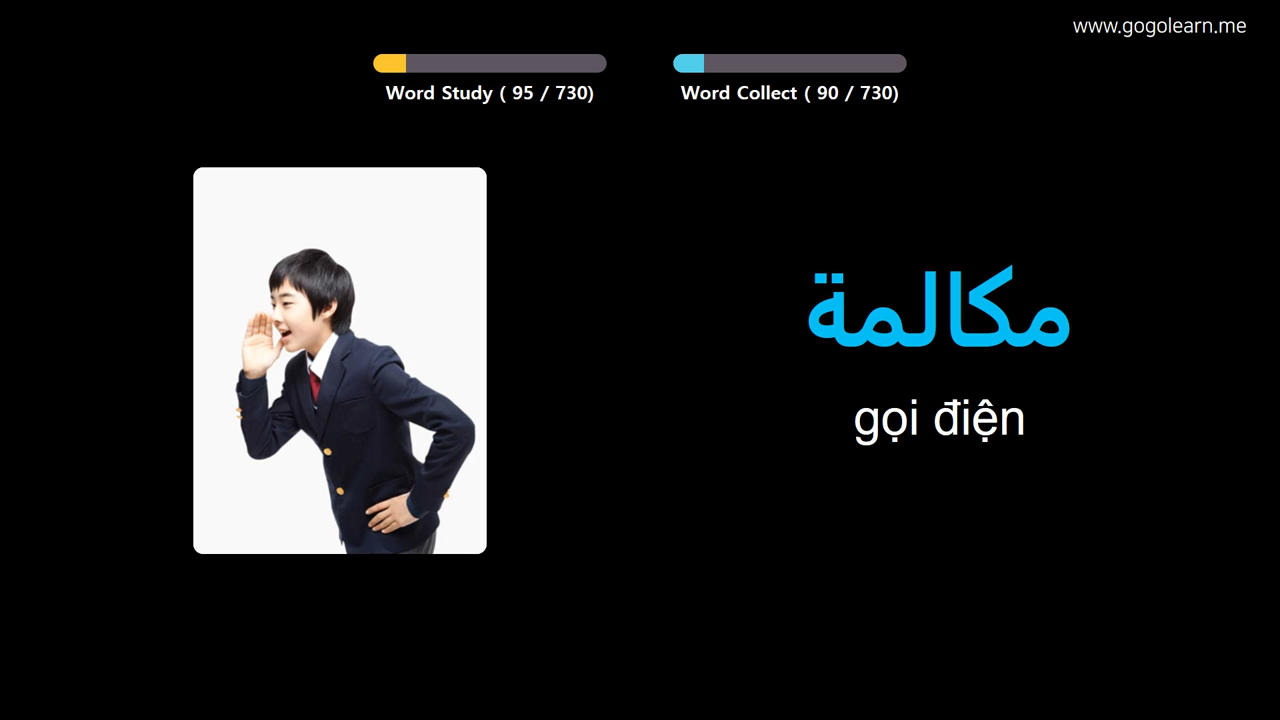 www.gogolearn.me
Word Study ( 95 / 730)
Word Collect ( 90 / 730)
مكالمة
gọi điện